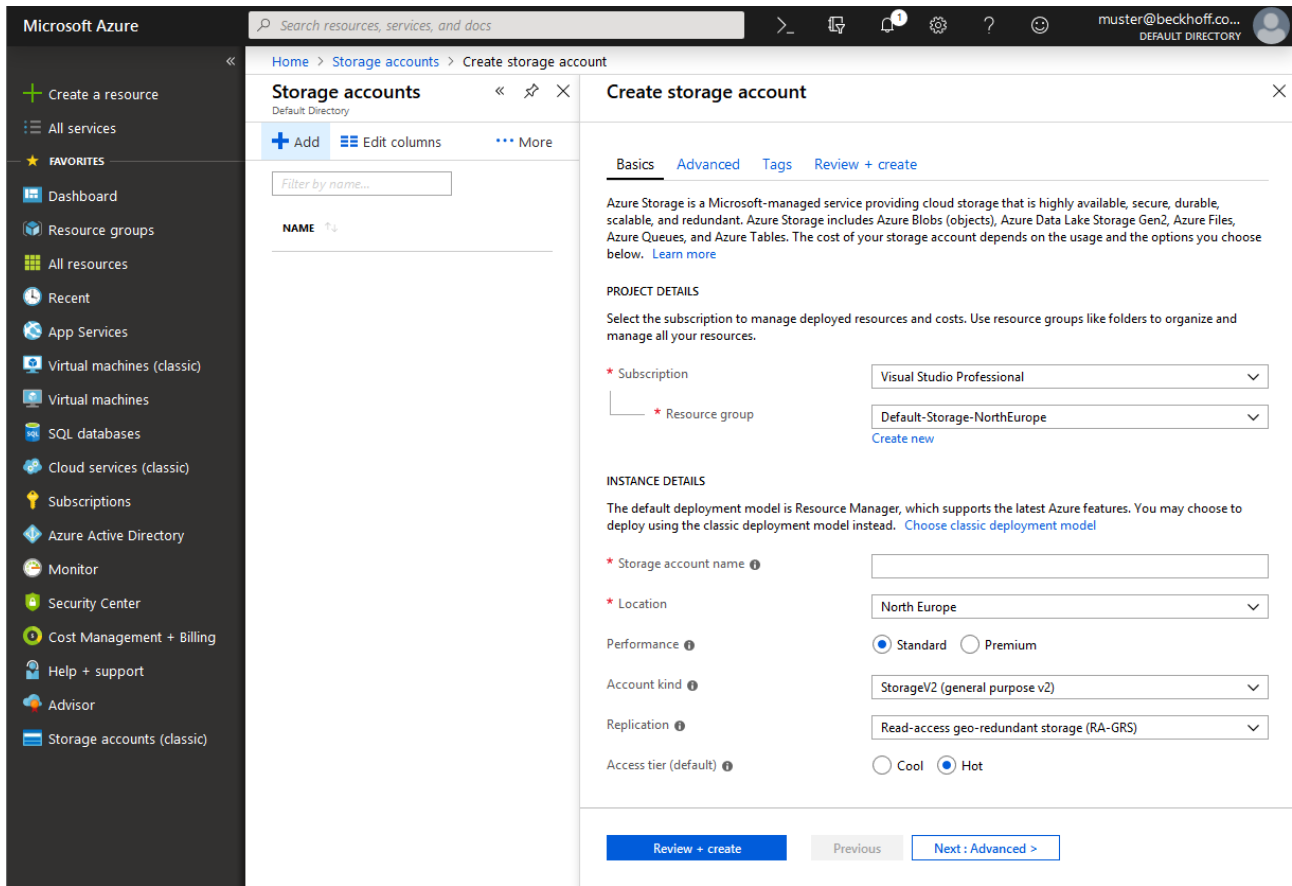 Microsoft Azure
Search resources, services, and docs
1
muster@beckhoff.co...
DEFAULT DIRECTORY
Home > Storage accounts > Create storage account
Create a resource
All services
FAVORITES
Dashboard
Resource groups
All resources
Recent
App Services
Virtual machines (classic)
Virtual machines
SQL databases
Cloud services (classic)
Subscriptions
Azure Active Directory
Monitor
Security Center
Cost Management + Billing
Help + support
Advisor
Storage accounts (classic)
Storage accounts
Default Directory
Add
Edit columns
More
Filter by name...
NAME
Create storage account
Basics Advanced Tags Review + create
Azure Storage is a Microsoft-managed service providing cloud storage that is highly available, secure, durable,
scalable, and redundant. Azure Storage includes Azure Blobs (objects), Azure Data Lake Storage Gen2, Azure Files,
Azure Queues, and Azure Tables. The cost of your storage account depends on the usage and the options you choose
below. Learn more
PROJECT DETAILS
Select the subscription to manage deployed resources and costs. Use resource groups like folders to organize and
manage all your resources.
* Subscription Visual Studio Professional
* Resource group Default-Storage-NorthEurope
Create new
INSTANCE DETAILS
The default deployment model is Resource Manager, which supports the latest Azure features. You may choose to
deploy using the classic deployment model instead. Choose classic deployment model
* Storage account name
* Location North Europe
Performance Standard Premium
Account kind StorageV2 (general purpose v2)
Replication Read-access geo-redundant storage (RA-GRS)
Access tier (default) Cool Hot
Review + create Previous Next : Advanced >